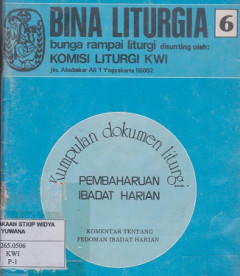 BINA LITURGIA
6
bunga rampai liturgi disunting oleh:
KOMISI LITURGI KWI
jln. Abubakar Ali 1 Yogyakarta 55002
Kumpulan dokumen liturgi
PEMBAHARUAN
IBADAT HARIAN
KOMENTAR TENTANG
PEDOMAN IBADAT HARIAN
KAAN STKIP WIDYA
YUWANA
265.0506
KWI
P-1